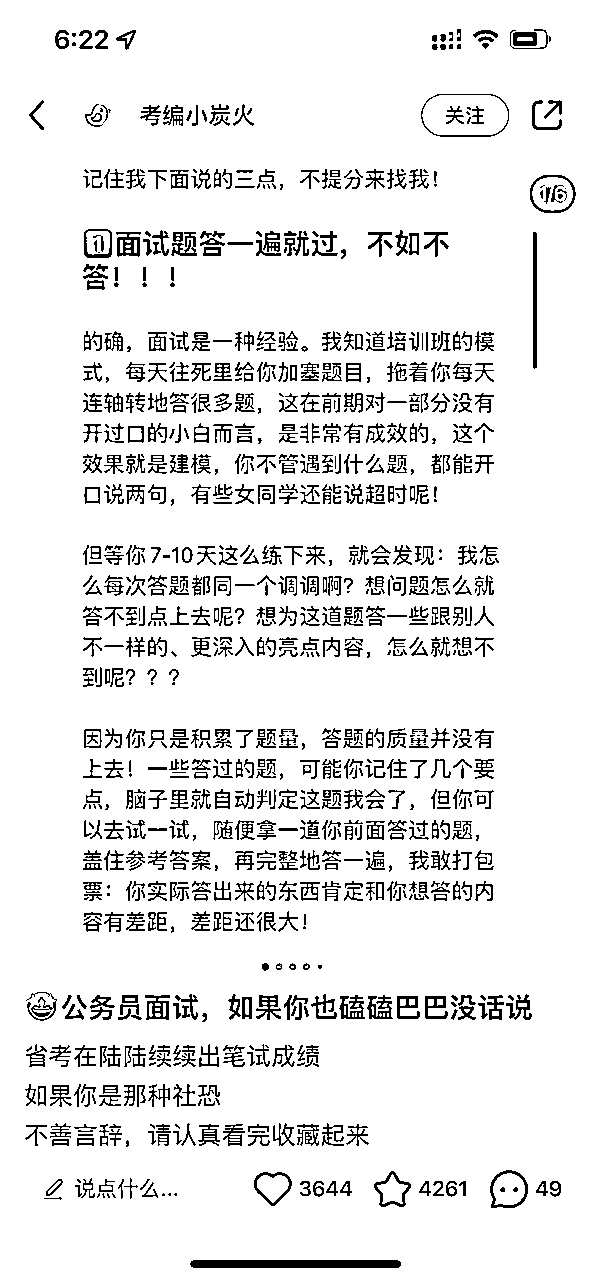 6:22
考编小炭火
关注
记住我下面说的三点，不提分来找我！
1/6
1面试题答一遍就过，不如不
答！！！
的确，面试是一种经验。我知道培训班的模
式，每天往死里给你加塞题目，拖着你每天
连轴转地答很多题，这在前期对一部分没有
开过口的小白而言，是非常有成效的，这个
效果就是建模，你不管遇到什么题，都能开
口说两句，有些女同学还能说超时呢！
但等你7-10天这么练下来，就会发现：我怎
么每次答题都同一个调调啊？想问题怎么就
答不到点上去呢？想为这道题答一些跟别人
不一样的、更深入的亮点内容，怎么就想不
到呢？？？
因为你只是积累了题量，答题的质量并没有
上去！一些答过的题，可能你记住了几个要
点，脑子里就自动判定这题我会了，但你可
以去试一试，随便拿一道你前面答过的题，
盖住参考答案，再完整地答一遍，我敢打包
票：你实际答出来的东西肯定和你想答的内
容有差距，差距还很大！
公务员面试，如果你也磕磕巴巴没话说
省考在陆陆续续出笔试成绩
如果你是那种社恐
不善言辞，请认真看完收藏起来
说点什么...
3644
4261
49